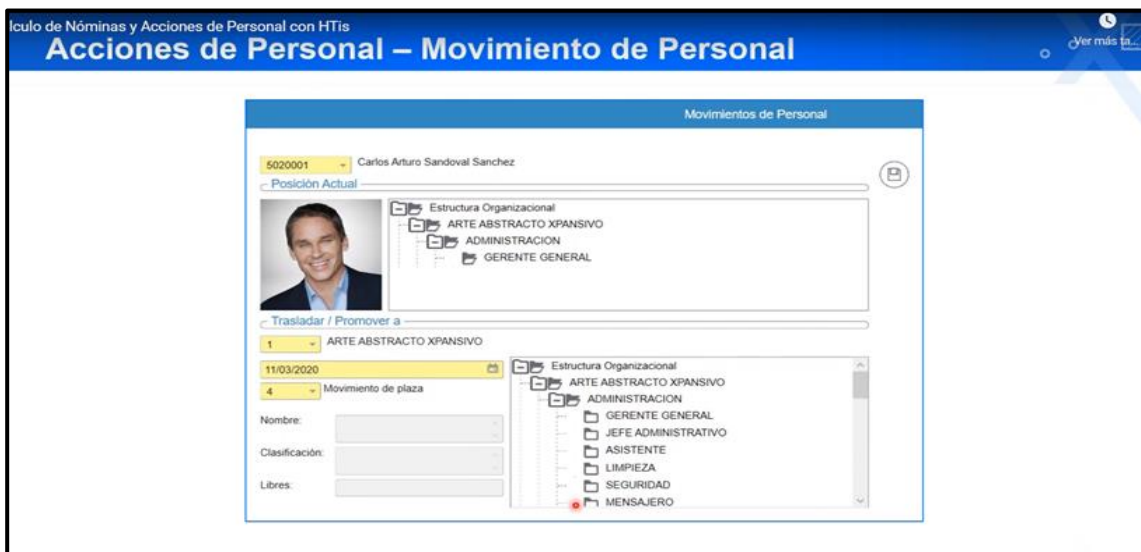 lculo de Nóminas y Acciones de Personal con HTis
Ver más ta...
Acciones de Personal – Movimiento de Personal
Movimientos de Personal
5020001 Carlos Arturo Sandoval Sanchez
Posición Actual
Estructura Organizacional
ARTE ABSTRACTO XPANSIVO
ADMINISTRACION
GERENTE GENERAL
Trasladar / Promover a
1 ARTE ABSTRACTO XPANSIVO
11/03/2020
4 Movimiento de plaza
Nombre:
Clasificación:
Libres:
Estructura Organizacional
ARTE ABSTRACTO XPANSIVO
ADMINISTRACION
GERENTE GENERAL
JEFE ADMINISTRATIVO
ASISTENTE
LIMPIEZA
SEGURIDAD
MENSAJERO